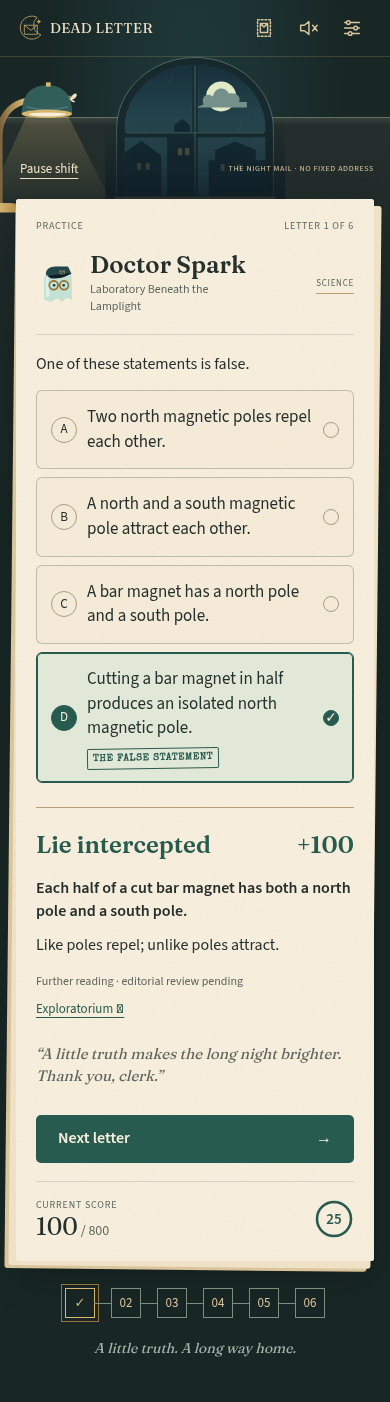 DEAD LETTER
Pause shift
THE NIGHT MAIL · NO FIXED ADDRESS
PRACTICE
LETTER 1 OF 6
Doctor Spark
Laboratory Beneath the
Lamplight
SCIENCE
One of these statements is false.
A
Two north magnetic poles repel
each other.
B
A north and a south magnetic
pole attract each other.
C
A bar magnet has a north pole
and a south pole.
D
Cutting a bar magnet in half
produces an isolated north
magnetic pole.
✓
THE FALSE STATEMENT
Lie intercepted
+100
Each half of a cut bar magnet has both a north
pole and a south pole.
Like poles repel; unlike poles attract.
Further reading · editorial review pending
Exploratorium
“A little truth makes the long night brighter.
Thank you, clerk.”
Next letter →
CURRENT SCORE
100 / 800
25
✓ 02 03 04 05 06
A little truth. A long way home.